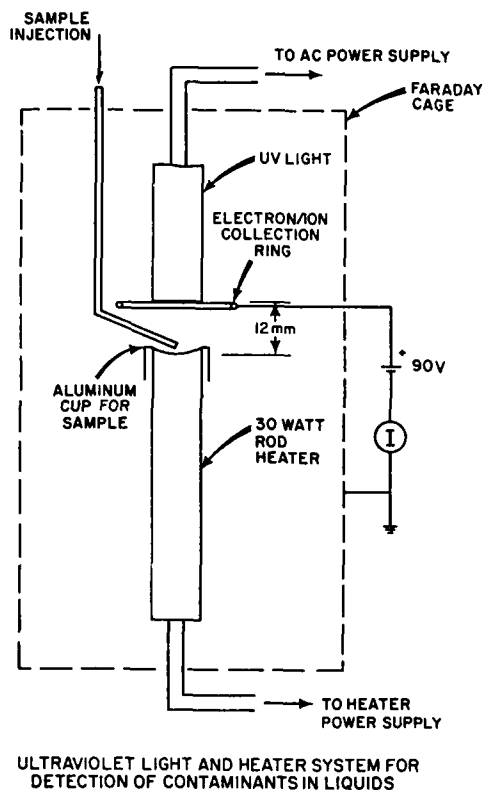 SAMPLE
INJECTION
TO AC POWER SUPPLY
FARADAY
CAGE
UV LIGHT
ELECTRON/ION
COLLECTION
RING
12mm
+
90V
ALUMINUM
CUP FOR
SAMPLE
I
30 WATT
ROD
HEATER
TO HEATER
POWER SUPPLY
ULTRAVIOLET LIGHT AND HEATER SYSTEM FOR
DETECTION OF CONTAMINANTS IN LIQUIDS